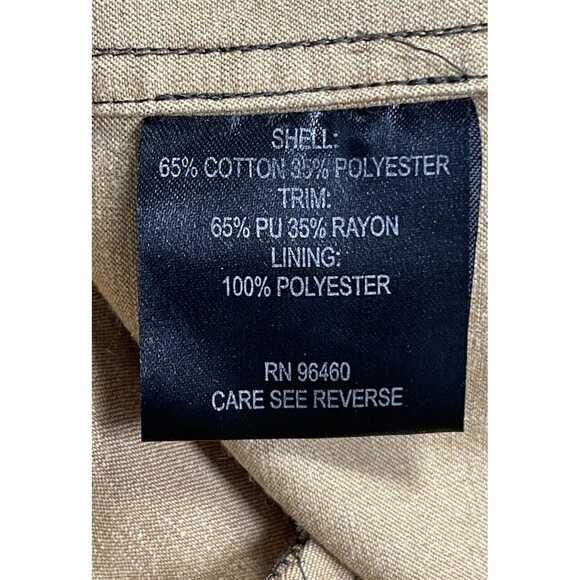 SHELL:
65% COTTON 35% POLYESTER
TRIM:
65% PU 35% RAYON
LINING:
100% POLYESTER
RN 96460
CARE SEE REVERSE